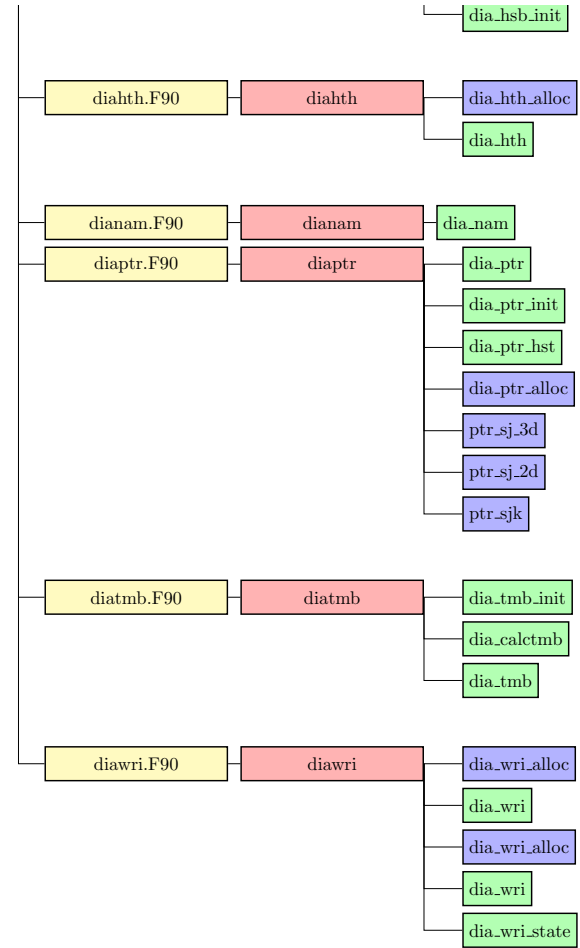 dia_hsb_init
diahth.F90 diahth dia_hth_alloc
dia_hth
dianam.F90 dianam dia_nam
diaptr.F90 diaptr dia_ptr
dia_ptr_init
dia_ptr_hst
dia_ptr_alloc
ptr_sj_3d
ptr_sj_2d
ptr_sjk
diatmb.F90 diatmb dia_tmb_init
dia_calctmb
dia_tmb
diawri.F90 diawri dia_wri_alloc
dia_wri
dia_wri_alloc
dia_wri
dia_wri_state